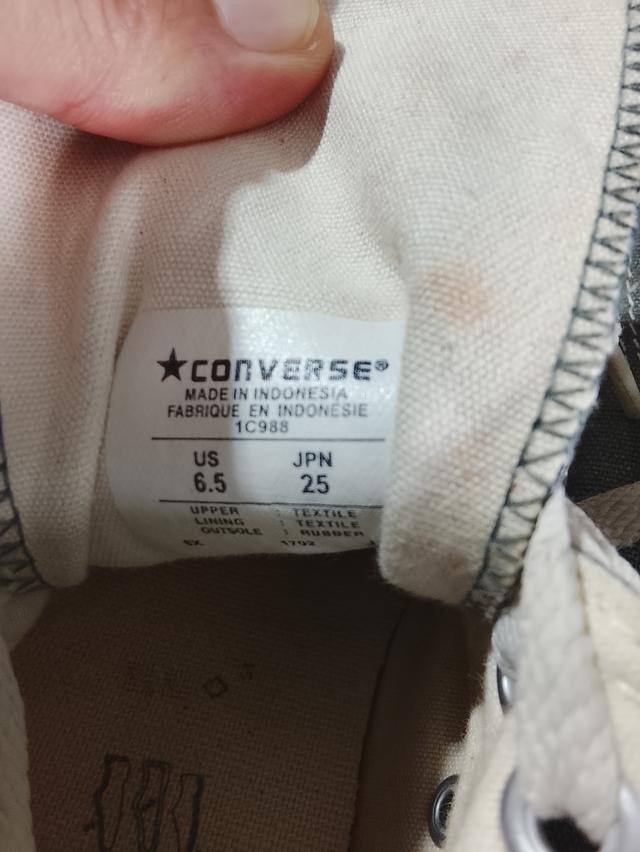 ★CONVERSE®
MADE IN INDONESIA
FABRIQUE EN INDONESIE
1C988
US JPN
6.5 25
UPPER : TEXTILE
LINING : TEXTILE
OUTSOLE : RUBBER